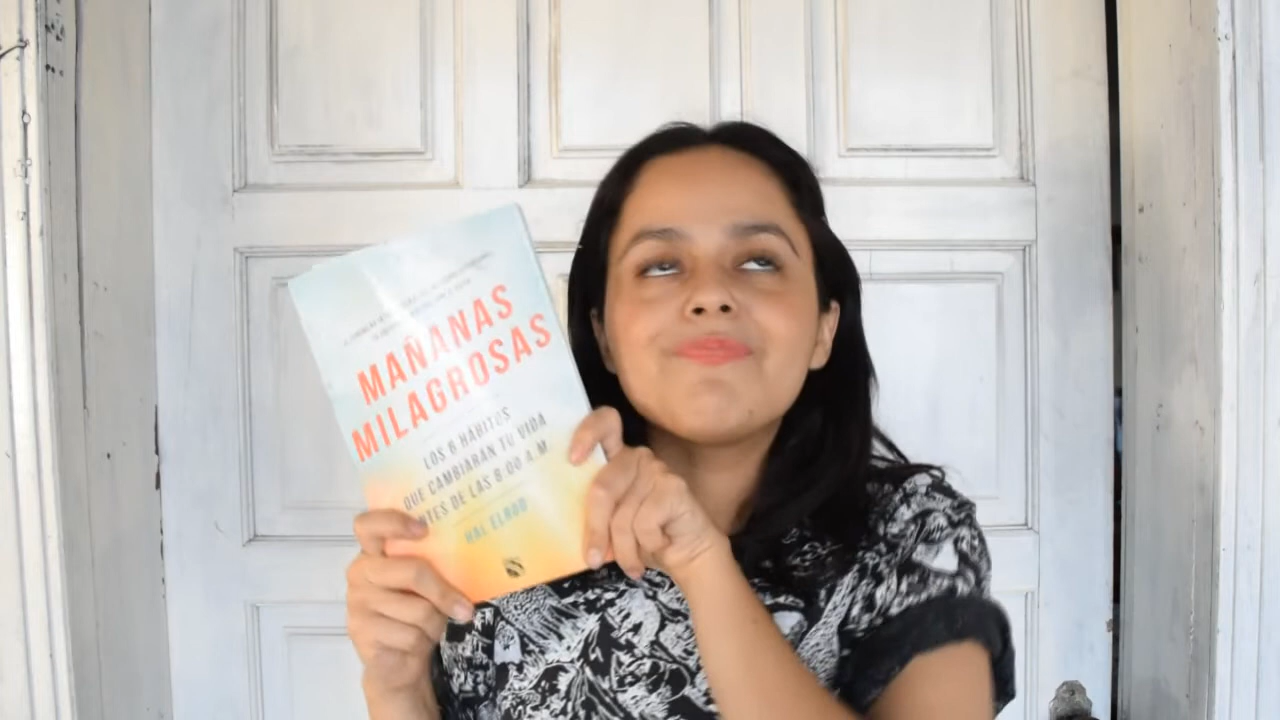 MAÑANAS
MILAGROSAS
LOS 6 HÁBITOS
QUE CAMBIARÁN TU VIDA
ANTES DE LAS 8:00 A.M.
HAL ELROD